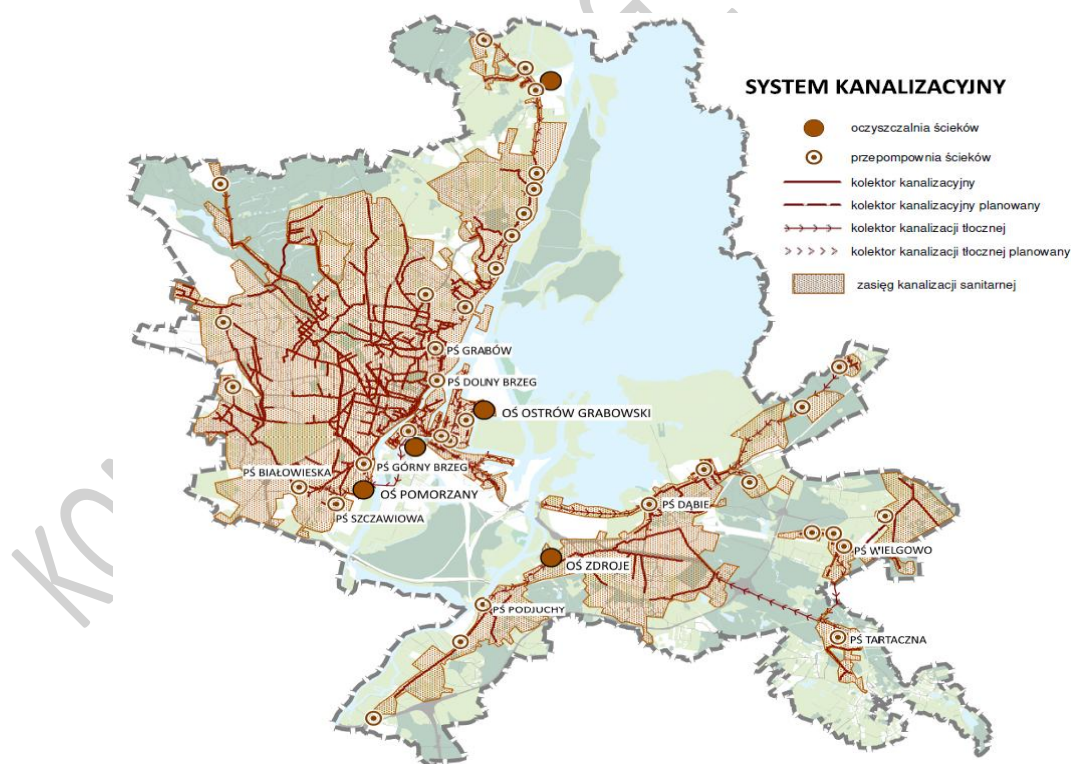 SYSTEM KANALIZACYJNY
oczyszczalnia ścieków
przepompownia ścieków
kolektor kanalizacyjny
kolektor kanalizacyjny planowany
kolektor kanalizacji tłocznej
kolektor kanalizacji tłocznej planowany
zasięg kanalizacji sanitarnej
PŚ GRABÓW
PŚ DOLNY BRZEG
OŚ OSTRÓW GRABOWSKI
PŚ BIAŁOWIESKA
PŚ GÓRNY BRZEG
OŚ POMORZANY
PŚ SZCZAWIOWA
PŚ DĄBIE
PŚ WIELGOWO
OŚ ZDROJE
PŚ PODJUCHY
PŚ TARTACZNA